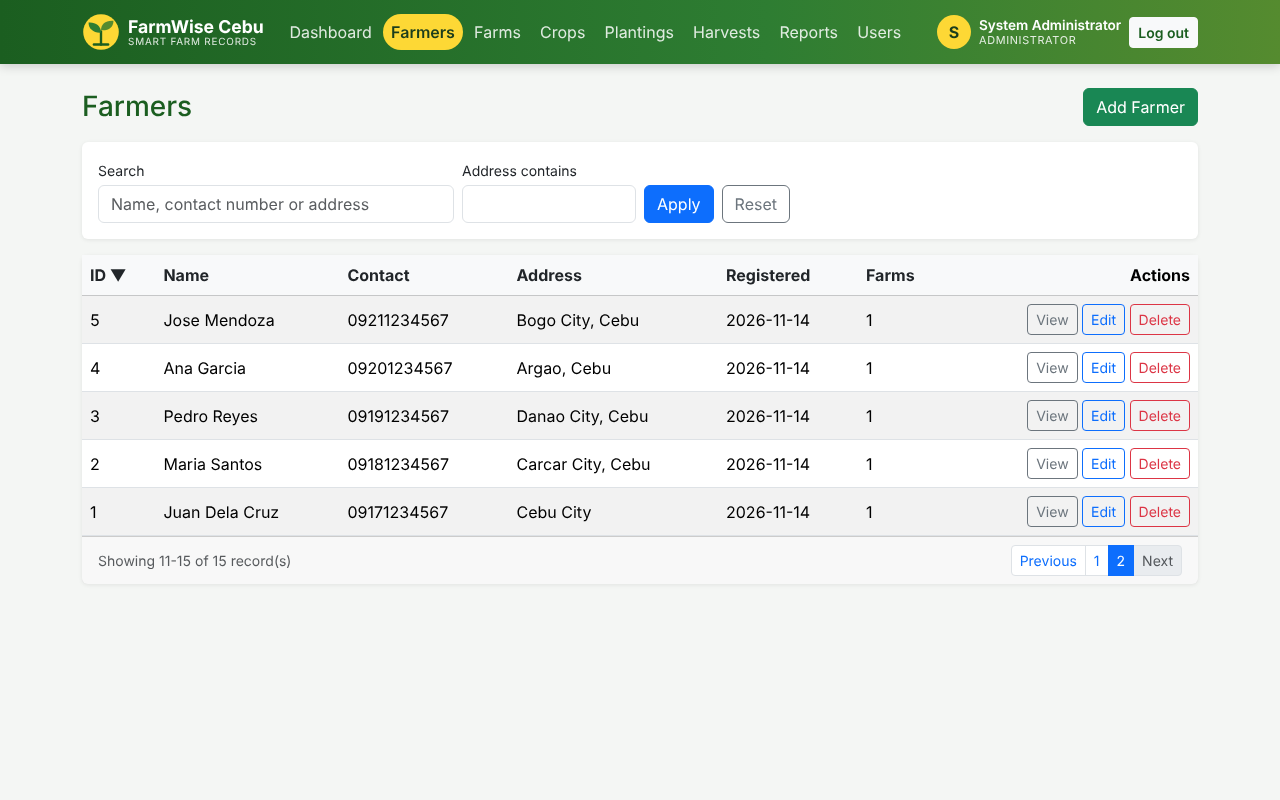 FarmWise Cebu
SMART FARM RECORDS
Dashboard Farmers Farms Crops Plantings Harvests Reports Users
S
System Administrator
ADMINISTRATOR
Log out
Farmers
Add Farmer
Search
Address contains
Name, contact number or address
Apply Reset
ID ▼ Name Contact Address Registered Farms Actions
5 Jose Mendoza 09211234567 Bogo City, Cebu 2026-11-14 1 View Edit Delete
4 Ana Garcia 09201234567 Argao, Cebu 2026-11-14 1 View Edit Delete
3 Pedro Reyes 09191234567 Danao City, Cebu 2026-11-14 1 View Edit Delete
2 Maria Santos 09181234567 Carcar City, Cebu 2026-11-14 1 View Edit Delete
1 Juan Dela Cruz 09171234567 Cebu City 2026-11-14 1 View Edit Delete
Showing 11-15 of 15 record(s)
Previous 1 2 Next